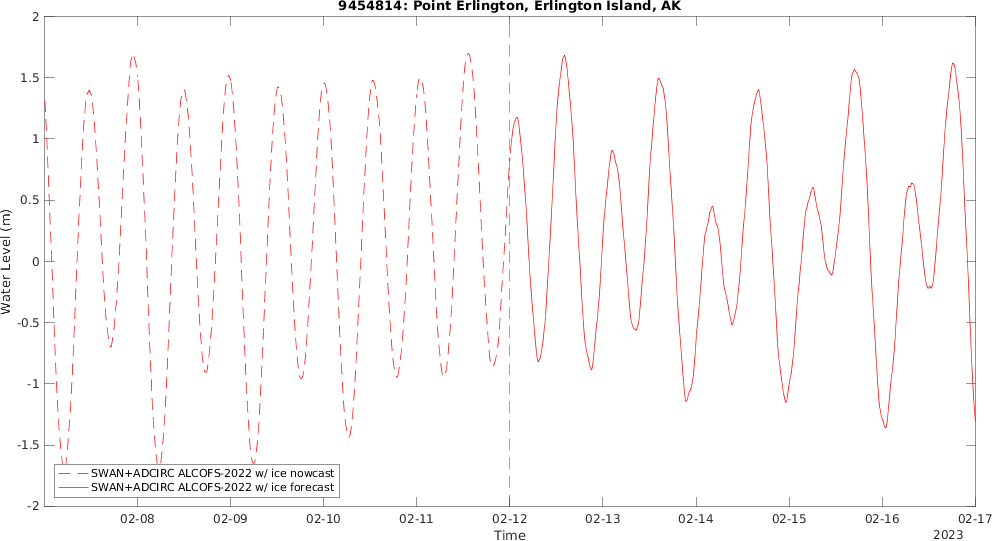 9454814: Point Erlington, Erlington Island, AK
2
1.5
1
0.5
0
-0.5
-1
-1.5
-2
Water Level (m)
SWAN+ADCIRC ALCOFS-2022 w/ ice nowcast
SWAN+ADCIRC ALCOFS-2022 w/ ice forecast
02-08 02-09 02-10 02-11 02-12 02-13 02-14 02-15 02-16 02-17
Time
2023